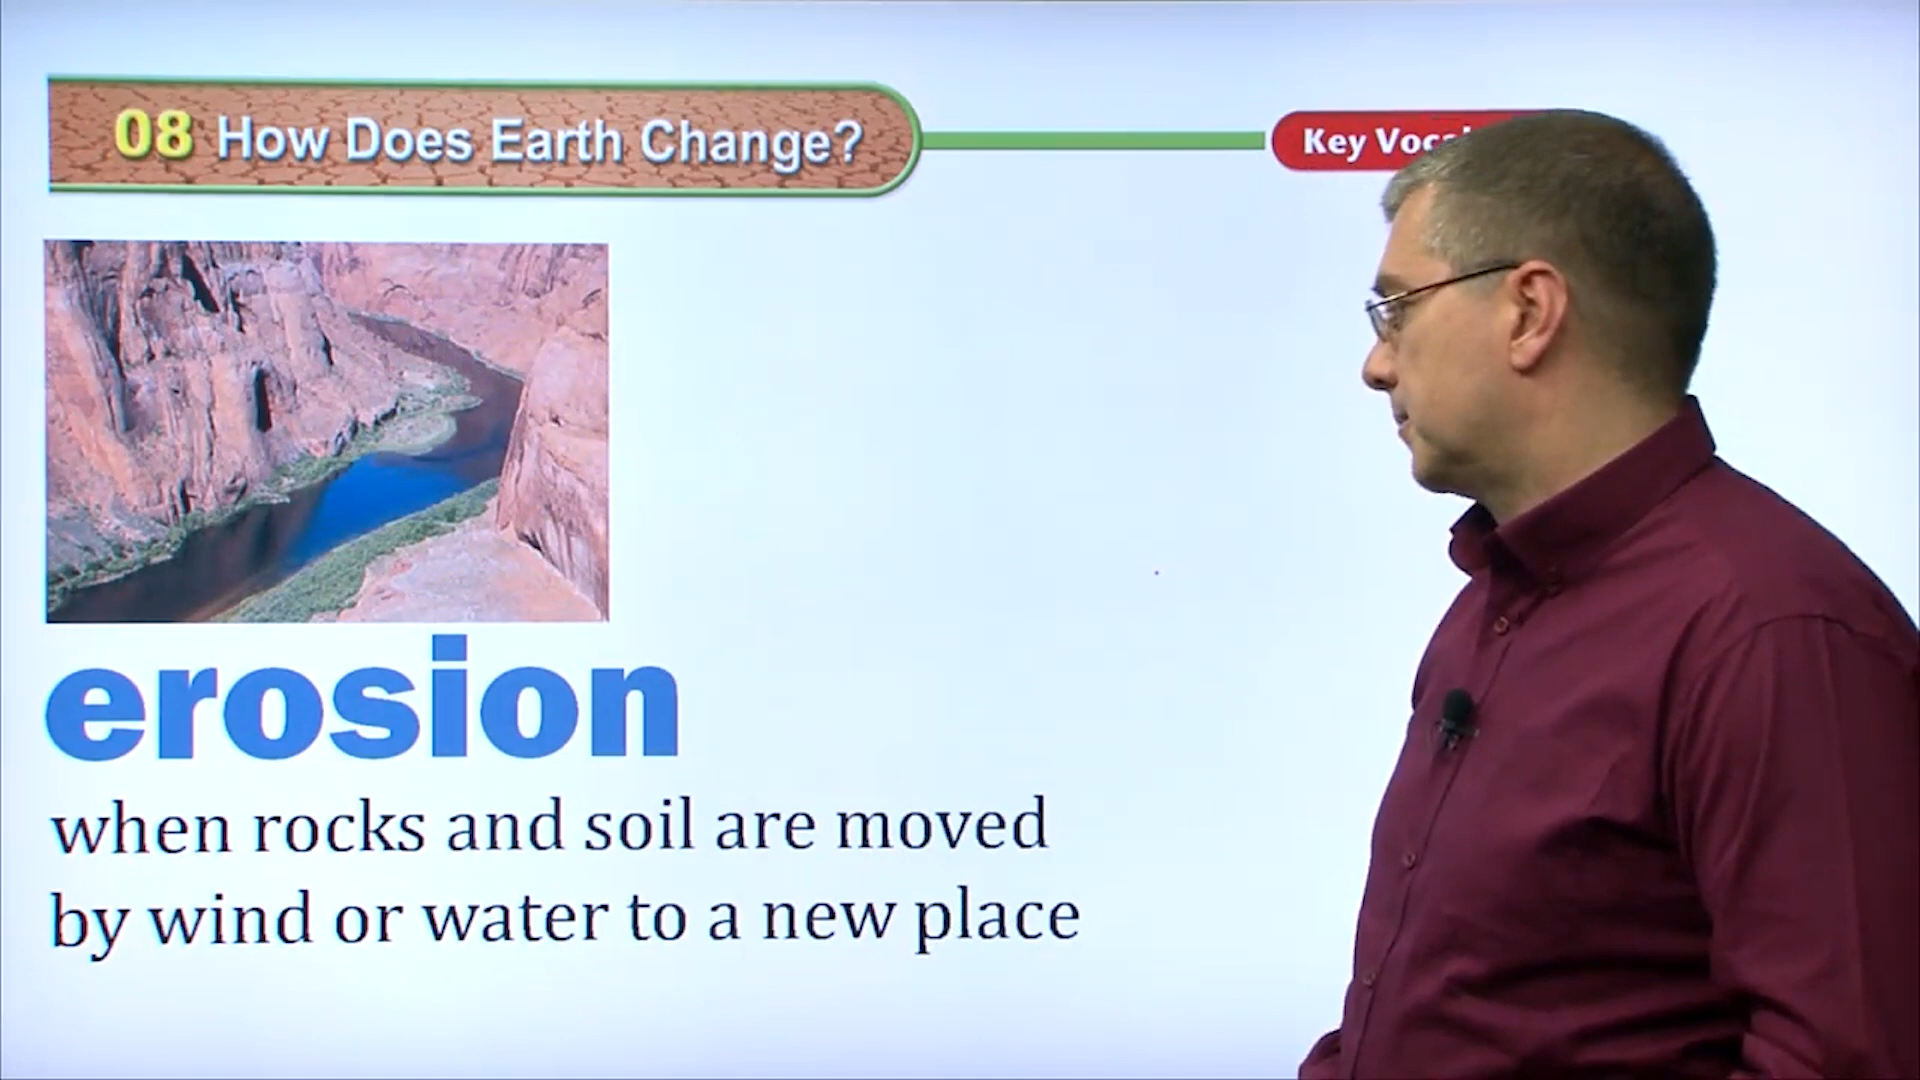 08 How Does Earth Change?
Key
erosion
when rocks and soil are moved
by wind or water to a new place